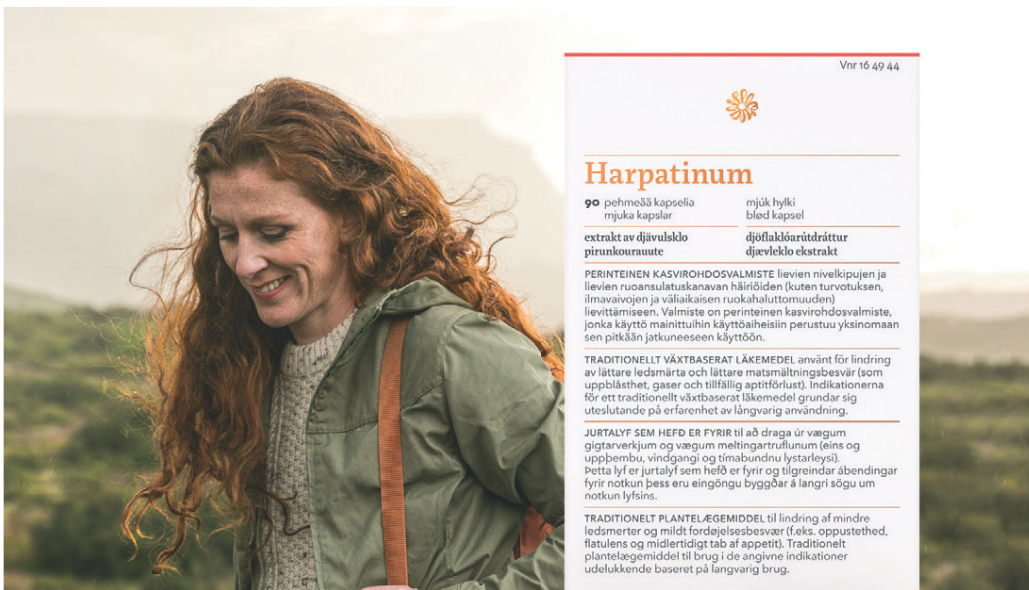 Vnr 16 49 44
Harpatinum
90 pehmeää kapselia
mjuka kapslar
mjúk hylki
blød kapsel
extrakt av djävulsklo
pirunkourauute
djöflaklóarútdráttur
djævleklo ekstrakt
PERINTEINEN KASVIROHDOSVALMISTE lievien nivelkipujen ja
lievien ruoansulatuskanavan häiriöiden (kuten turvotuksen,
ilmavaivojen ja väliaikaisen ruokahaluttomuuden)
lievittämiseen. Valmiste on perinteinen kasvirohdosvalmiste,
jonka käyttö mainittuihin käyttöaiheisiin perustuu yksinomaan
sen pitkään jatkuneeseen käyttöön.
TRADITIONELLT VÄXTBASERAT LÄKEMEDEL använt för lindring
av lättare ledsmärta och lättare matsmältningsbesvär (som
uppblåsthet, gaser och tillfällig aptitförlust). Indikationerna
för ett traditionellt växtbaserat läkemedel grundar sig
uteslutande på erfarenhet av långvarig användning.
JURTALYF SEM HEFÐ ER FYRIR til að draga úr vægum
gigtarverkjum og vægum meltingartruflunum (eins og
uppþembu, vindgangi og tímabundnu lystarleysi).
Þetta lyf er jurtalyf sem hefð er fyrir og tilgreindar ábendingar
fyrir notkun þess eru eingöngu byggðar á langri sögu um
notkun lyfsins.
TRADITIONELT PLANTELÆGEMIDDEL til lindring af mindre
ledsmerter og mildt fordøjelsesbesvær (f.eks. oppustethed,
flatulens og midlertidigt tab af appetit). Traditionelt
plantelægemiddel til brug i de angivne indikationer
udelukkende baseret på langvarig brug.